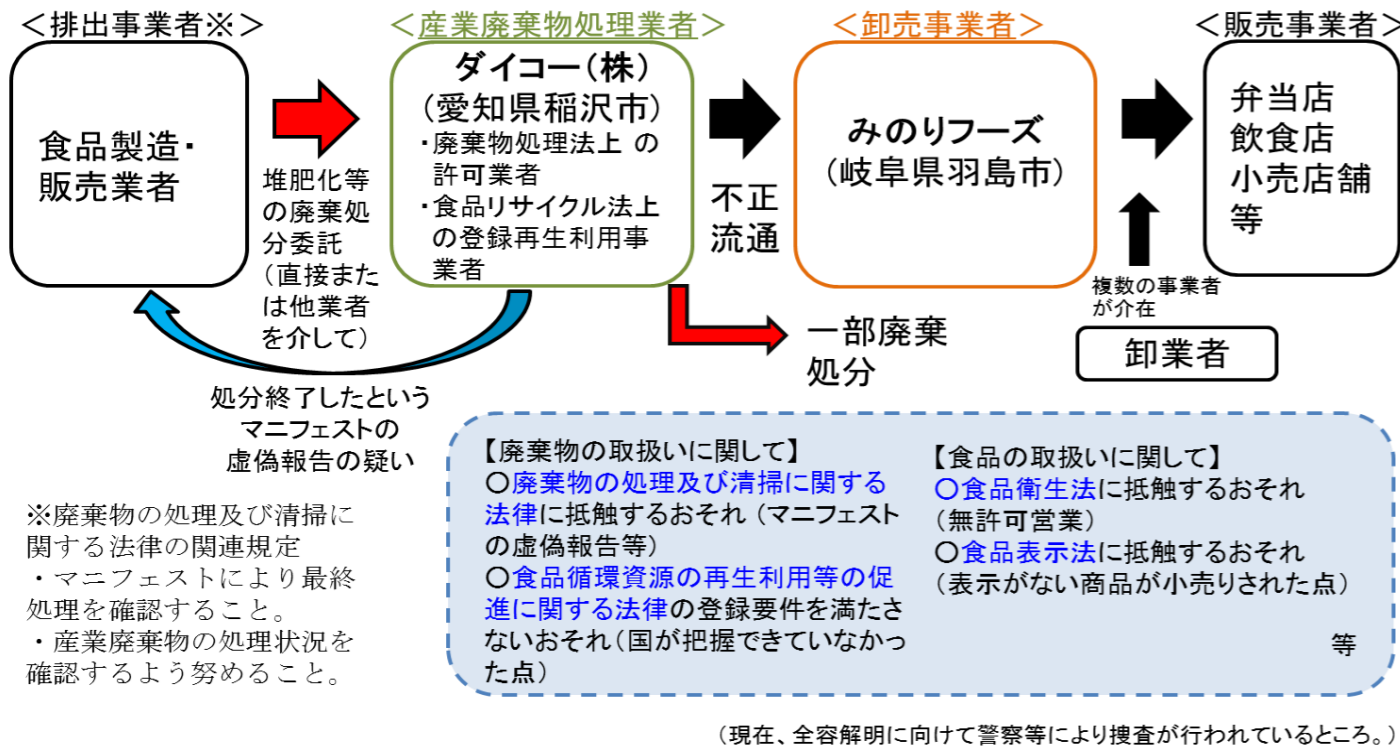 ＜排出事業者※＞
食品製造・
販売業者
堆肥化等
の廃棄処
分委託
（直接また
は他業者
を介して）
＜産業廃棄物処理業者＞
ダイコー（株）
（愛知県稲沢市）
・廃棄物処理法上 の
許可業者
・食品リサイクル法上
の登録再生利用事
業者
不正
流通
＜卸売事業者＞
みのりフーズ
（岐阜県羽島市）
＜販売事業者＞
弁当店
飲食店
小売店舗
等
複数の事業者
が介在
卸業者
一部廃棄
処分
処分終了したという
マニフェストの
虚偽報告の疑い
※廃棄物の処理及び清掃に
関する法律の関連規定
・マニフェストにより最終
処理を確認すること。
・産業廃棄物の処理状況を
確認するよう努めること。
【廃棄物の取扱いに関して】
○廃棄物の処理及び清掃に関する
法律に抵触するおそれ（マニフェスト
の虚偽報告等）
○食品循環資源の再生利用等の促
進に関する法律の登録要件を満たさ
ないおそれ（国が把握できていなかっ
た点）
【食品の取扱いに関して】
○食品衛生法に抵触するおそれ
（無許可営業）
○食品表示法に抵触するおそれ
（表示がない商品が小売りされた点）
等
（現在、全容解明に向けて警察等により捜査が行われているところ。）